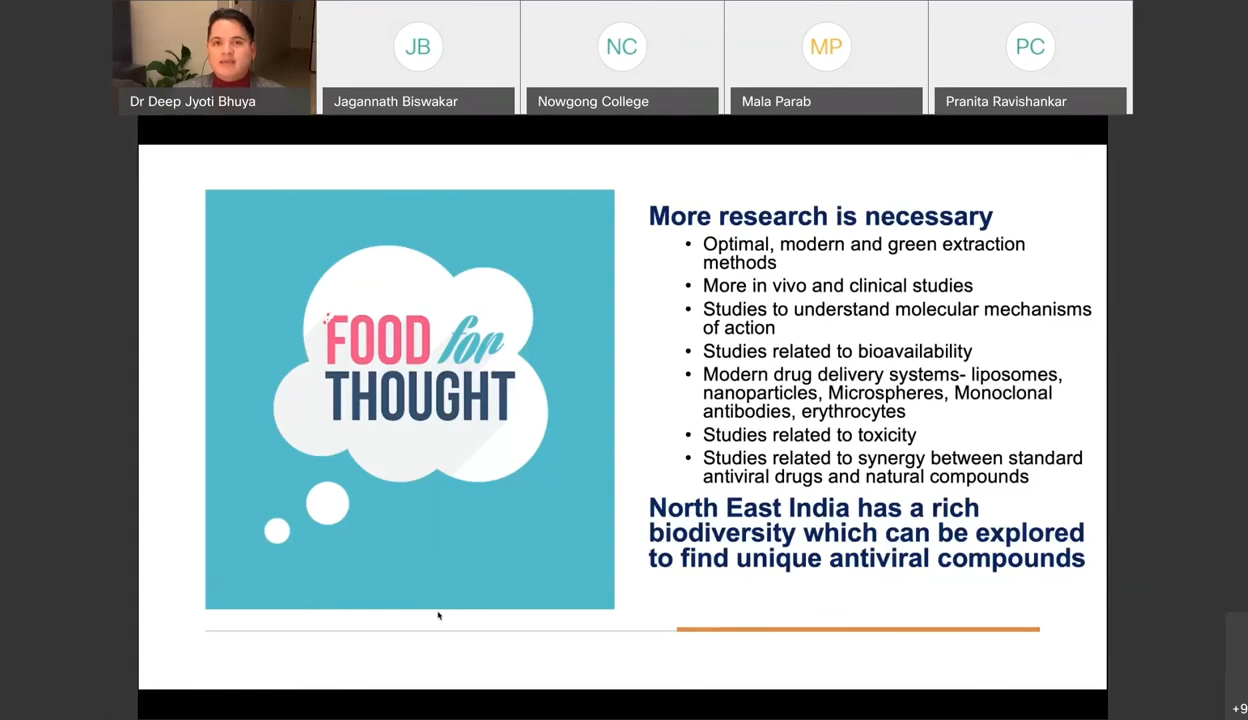 JB
NC
MP
PC
Dr Deep Jyoti Bhuya
Jagannath Biswakar
Nowgong College
Mala Parab
Pranita Ravishankar
FOOD for
THOUGHT
More research is necessary
• Optimal, modern and green extraction
methods
• More in vivo and clinical studies
• Studies to understand molecular mechanisms
of action
• Studies related to bioavailability
• Modern drug delivery systems- liposomes,
nanoparticles, Microspheres, Monoclonal
antibodies, erythrocytes
• Studies related to toxicity
• Studies related to synergy between standard
antiviral drugs and natural compounds
North East India has a rich
biodiversity which can be explored
to find unique antiviral compounds
+9